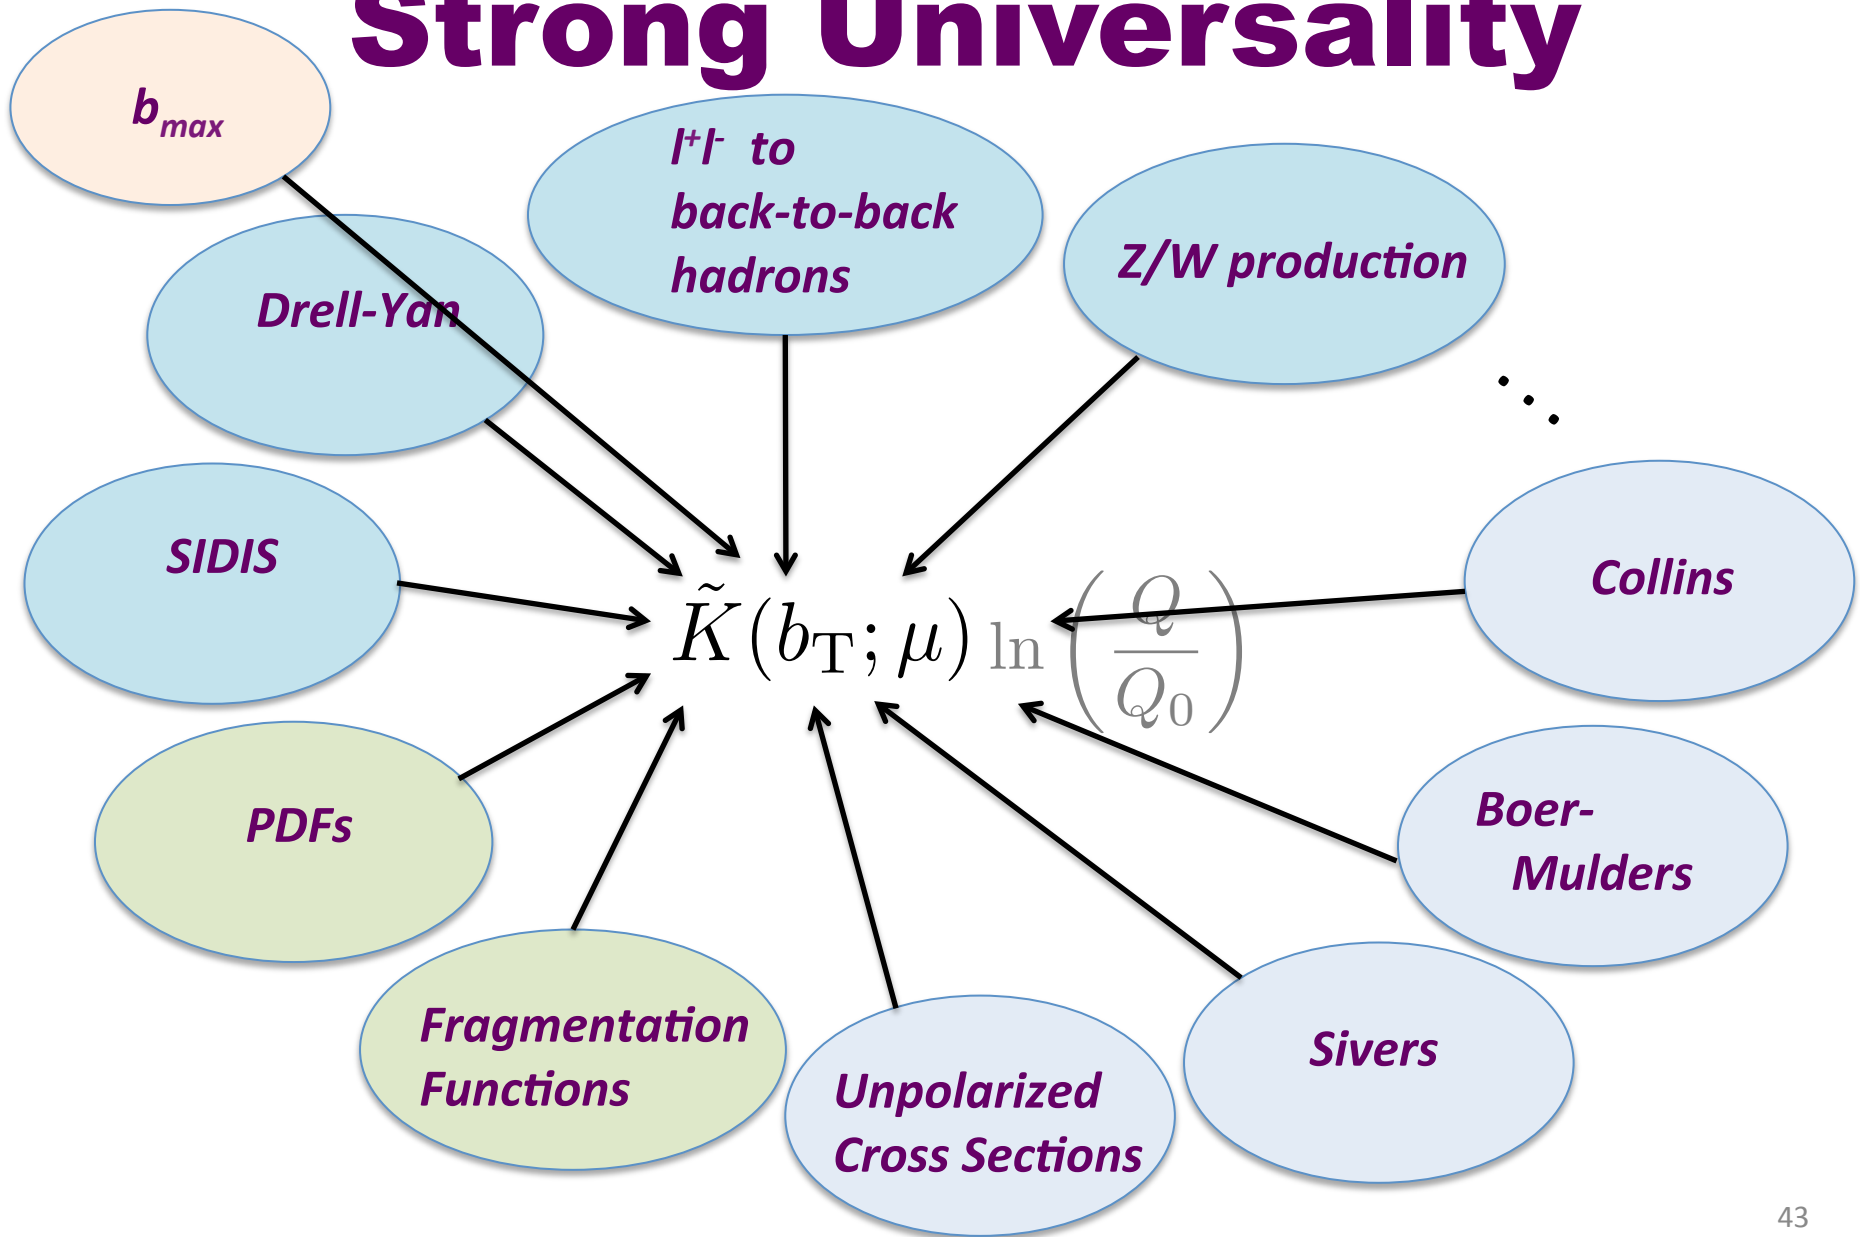 Strong Universality
b_max
l⁺l⁻ to
back-to-back
hadrons
Z/W production
Drell-Yan
. . .
SIDIS
Collins
K̃(b_T; μ) ln(Q/Q₀)
PDFs
Boer-
Mulders
Fragmentation
Functions
Unpolarized
Cross Sections
Sivers
43